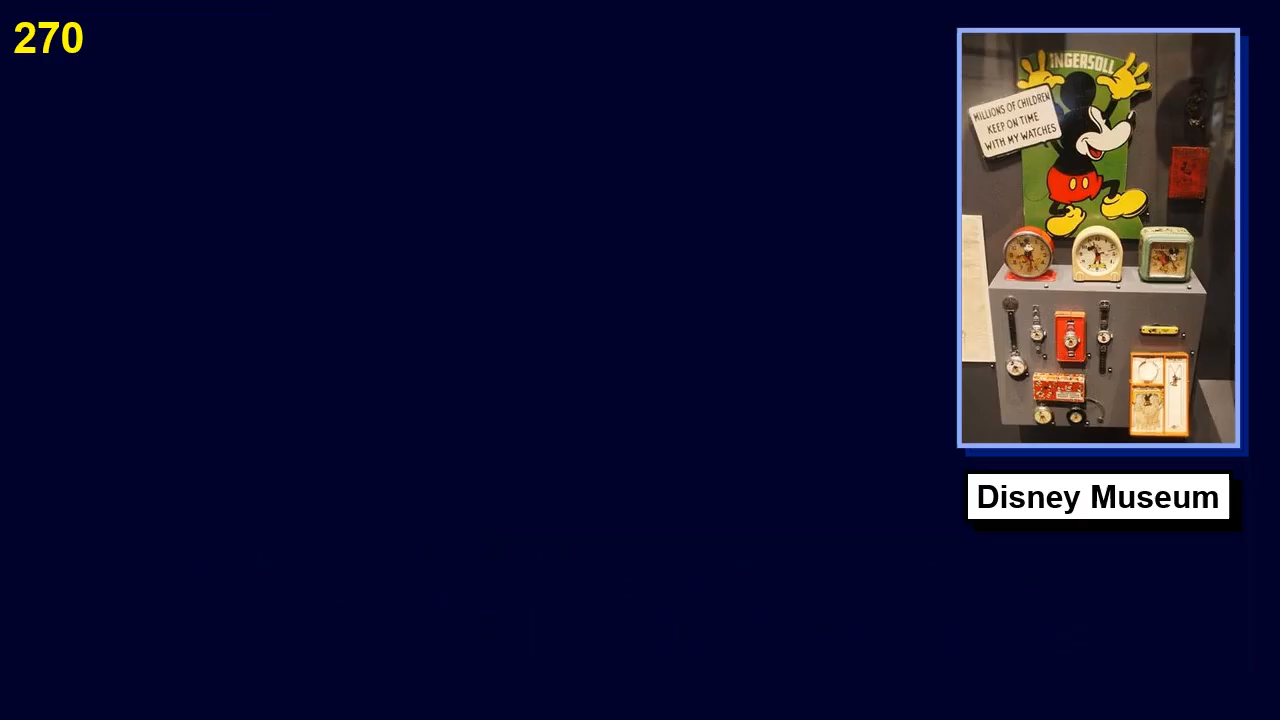 270
INGERSOLL
MILLIONS OF CHILDREN
KEEP ON TIME
WITH MY WATCHES
Disney Museum